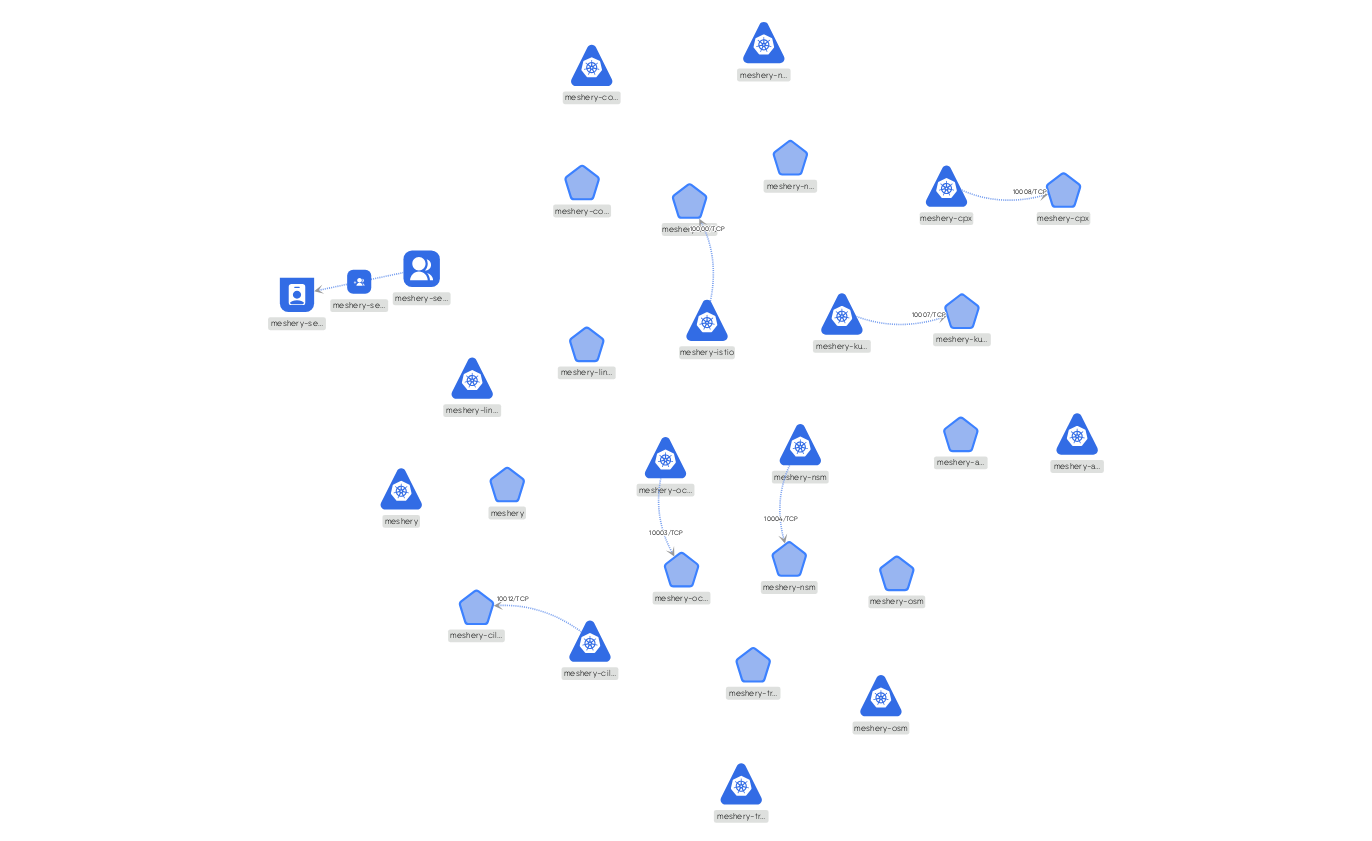 meshery-n...
meshery-co...
meshery-n...
meshery-co...
10008/TCP
meshery-cpx
meshery-cpx
10000/TCP
meshery-se...
meshery-se...
meshery-se...
10007/TCP
meshery-ku...
meshery-ku...
meshery-istio
meshery-lin...
meshery-lin...
meshery-a...
meshery-a...
meshery-nsm
meshery-oc...
meshery
meshery
10004/TCP
10003/TCP
meshery-nsm
meshery-oc...
meshery-osm
10012/TCP
meshery-cil...
meshery-cil...
meshery-tr...
meshery-osm
meshery-tr...